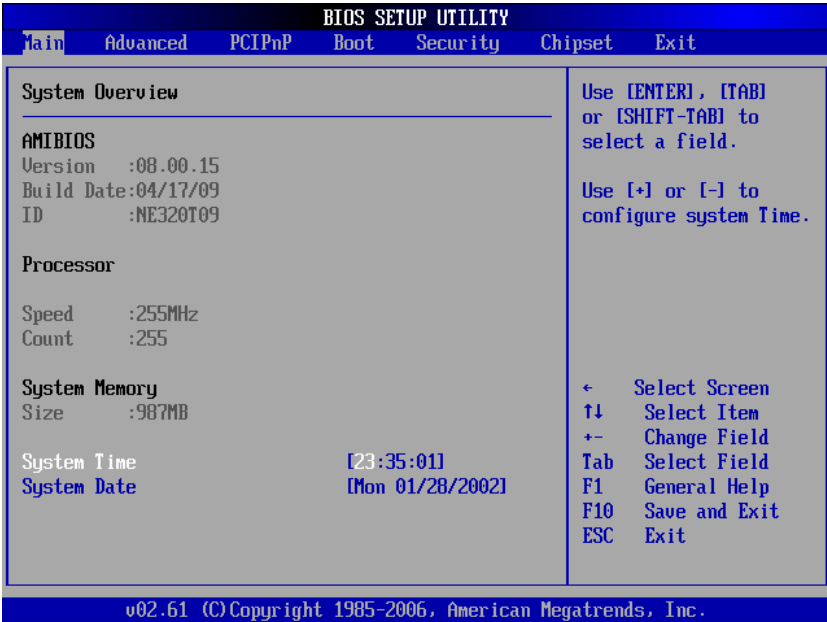 BIOS SETUP UTILITY
Main Advanced PCIPnP Boot Security Chipset Exit
System Overview
AMIBIOS
Version :08.00.15
Build Date:04/17/09
ID :NE320T09
Processor
Speed :255MHz
Count :255
System Memory
Size :987MB
System Time [23:35:01]
System Date [Mon 01/28/2002]
Use [ENTER], [TAB]
or [SHIFT-TAB] to
select a field.
Use [+] or [-] to
configure system Time.
← Select Screen
↑↓ Select Item
+- Change Field
Tab Select Field
F1 General Help
F10 Save and Exit
ESC Exit
v02.61 (C)Copyright 1985-2006, American Megatrends, Inc.